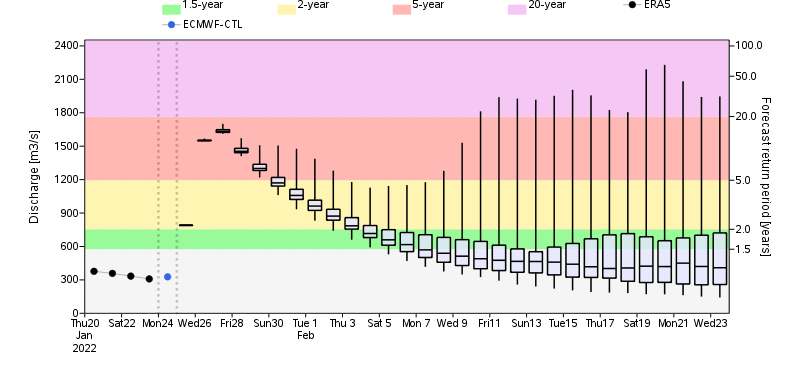 1.5-year 2-year 5-year 20-year ERA5
ECMWF-CTL
2400 2100 1800 1500 1200 900 600 300 0
Discharge [m3/s]
100.0 50.0 20.0 5.0 2.0 1.5
Forecast return period [years]
Thu20 Sat22 Mon24 Wed26 Fri28 Sun30 Tue 1 Thu 3 Sat 5 Mon 7 Wed 9 Fri11 Sun13 Tue15 Thu17 Sat19 Mon21 Wed23
Jan Feb
2022